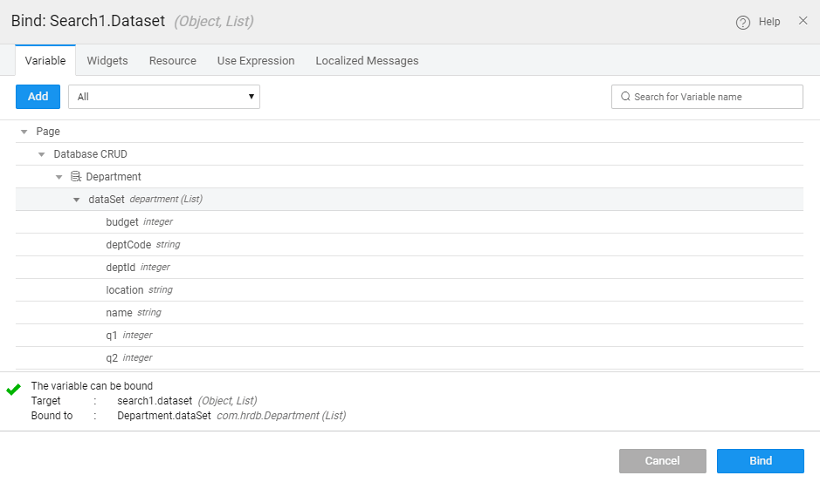 Bind: Search1.Dataset (Object, List)
Help
Variable Widgets Resource Use Expression Localized Messages
Add All Search for Variable name
Page
Database CRUD
Department
dataSet department (List)
budget integer
deptCode string
deptId integer
location string
name string
q1 integer
q2 integer
The variable can be bound
Target : search1.dataset (Object, List)
Bound to : Department.dataSet com.hrdb.Department (List)
Cancel Bind